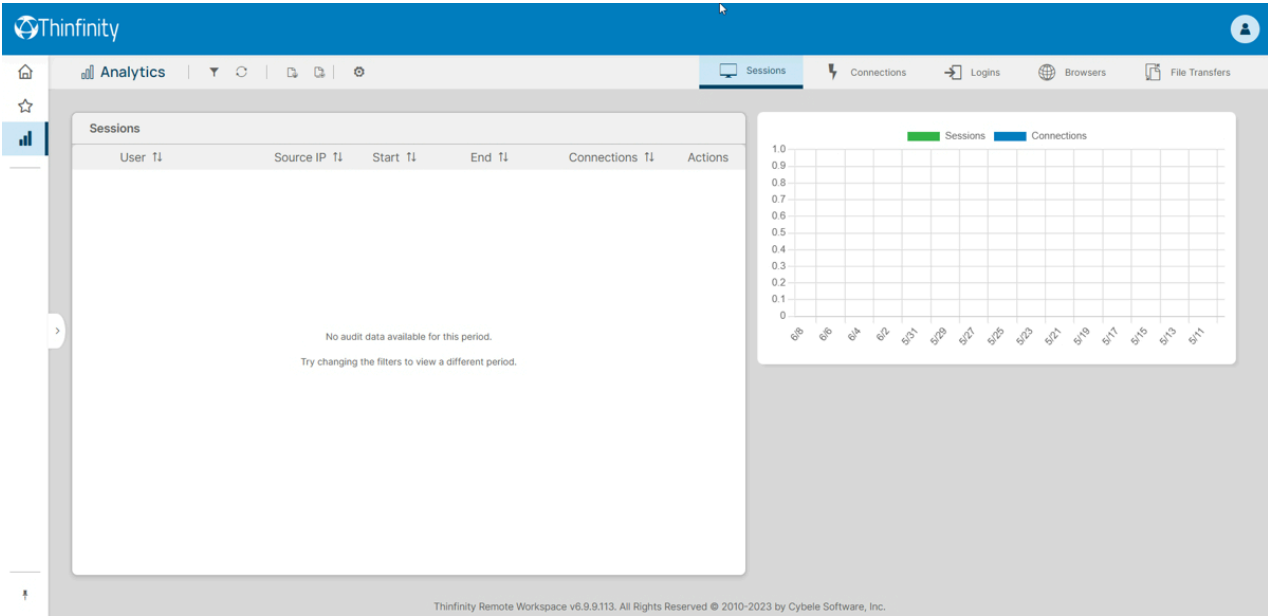 Thinfinity
Analytics
Sessions
Connections
Logins
Browsers
File Transfers
Sessions
User Source IP Start End Connections Actions
No audit data available for this period.
Try changing the filters to view a different period.
Sessions Connections
1.0
0.9
0.8
0.7
0.6
0.5
0.4
0.3
0.2
0.1
0
6/8 6/6 6/4 6/2 5/31 5/29 5/27 5/25 5/23 5/21 5/19 5/17 5/15 5/13 5/11
Thinfinity Remote Workspace v6.9.9.113. All Rights Reserved © 2010-2023 by Cybele Software, Inc.